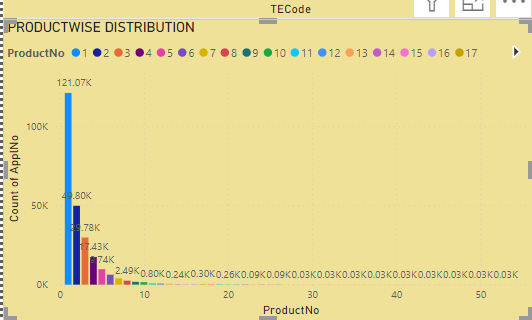 TECode
PRODUCTWISE DISTRIBUTION
ProductNo 1 2 3 4 5 6 7 8 9 10 11 12 13 14 15 16 17
121.07K
100K
49.80K
50K
17.43K
2.49K 0.80K 0.24K 0.30K 0.26K 0.09K 0.09K 0.03K 0.03K 0.03K 0.03K 0.03K 0.03K 0.03K 0.03K 0.03K
0K
0 10 20 30 40 50
Count of ApplNo
ProductNo